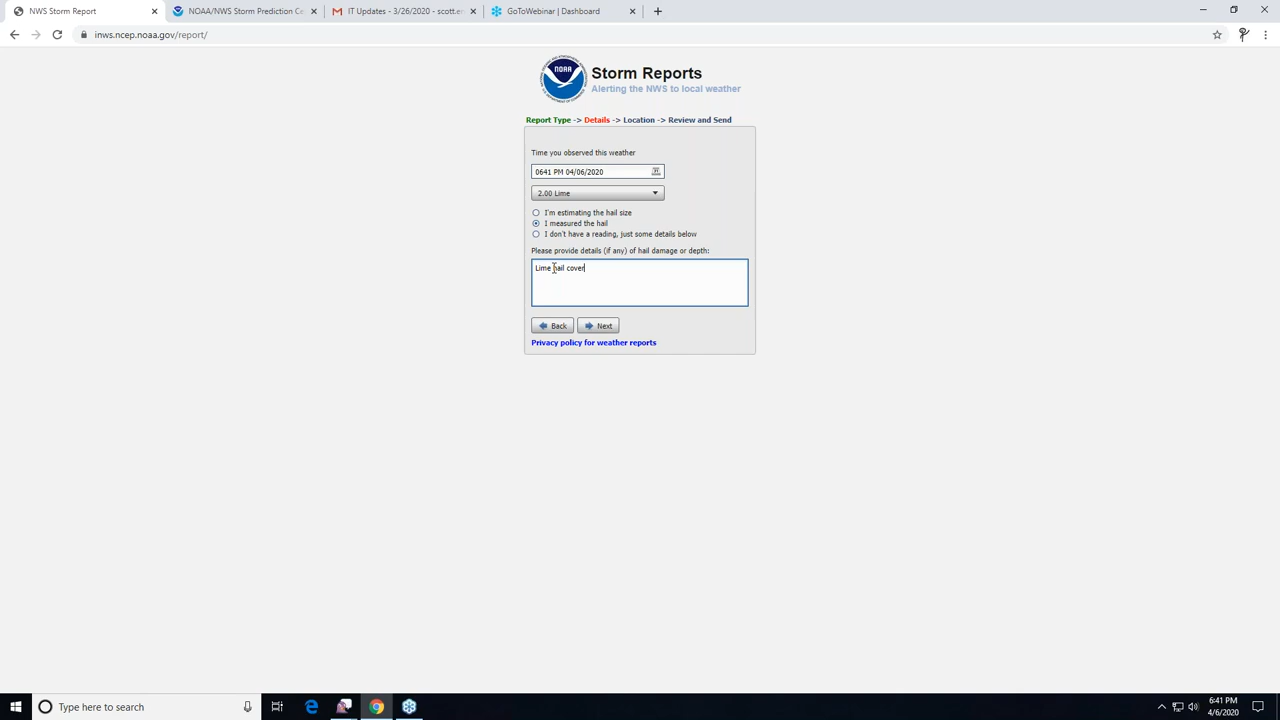 NWS Storm Report
NOAA/NWS Storm Prediction Ce
IT Updates - 3/26/2020 - scott.er
GoToWebinar | Dashboard
inws.ncep.noaa.gov/report/
NOAA
Storm Reports
Alerting the NWS to local weather
Report Type -> Details -> Location -> Review and Send
Time you observed this weather
0641 PM 04/06/2020
2.00 Lime
I'm estimating the hail size
I measured the hail
I don't have a reading, just some details below
Please provide details (if any) of hail damage or depth:
Lime hail cover
Back Next
Privacy policy for weather reports
Type here to search
6:41 PM
4/6/2020